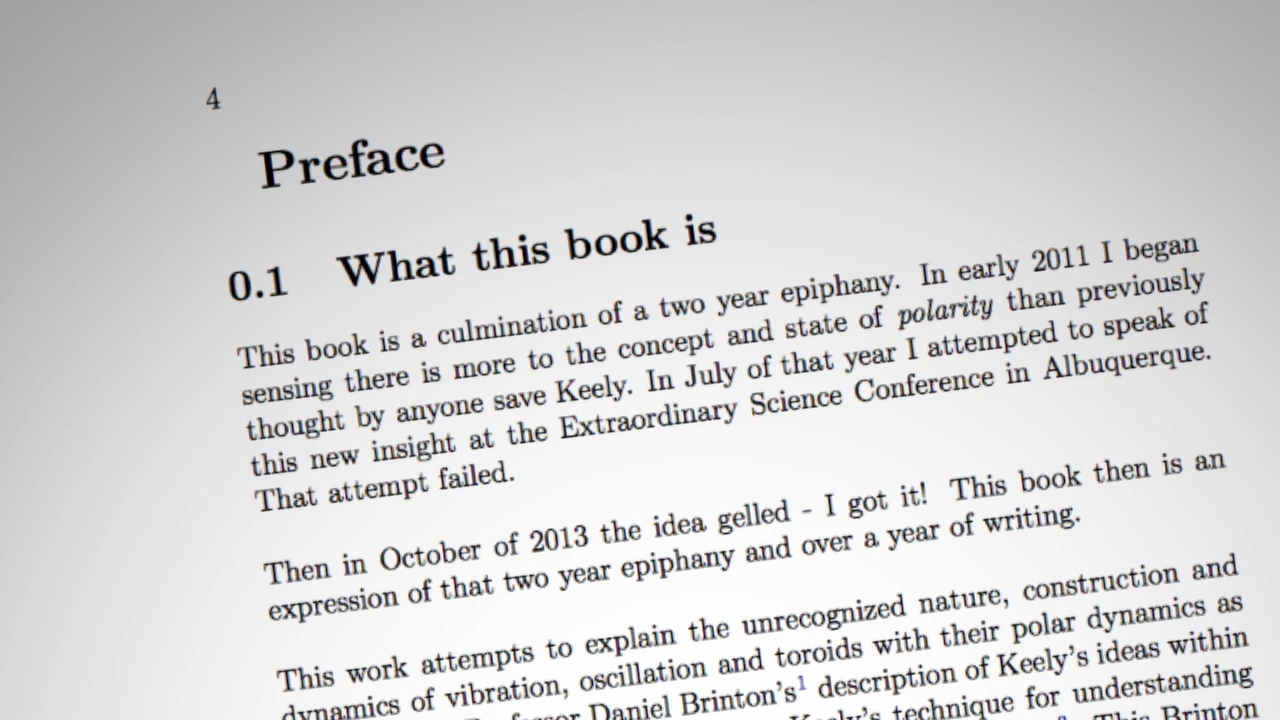 4
Preface
0.1 What this book is
This book is a culmination of a two year epiphany. In early 2011 I began
sensing there is more to the concept and state of polarity than previously
thought by anyone save Keely. In July of that year I attempted to speak of
this new insight at the Extraordinary Science Conference in Albuquerque.
That attempt failed.
Then in October of 2013 the idea gelled - I got it! This book then is an
expression of that two year epiphany and over a year of writing.
This work attempts to explain the unrecognized nature, construction and
dynamics of vibration, oscillation and toroids with their polar dynamics as
Professor Daniel Brinton's1 description of Keely's ideas within
Keely's technique for understanding
This Brinton